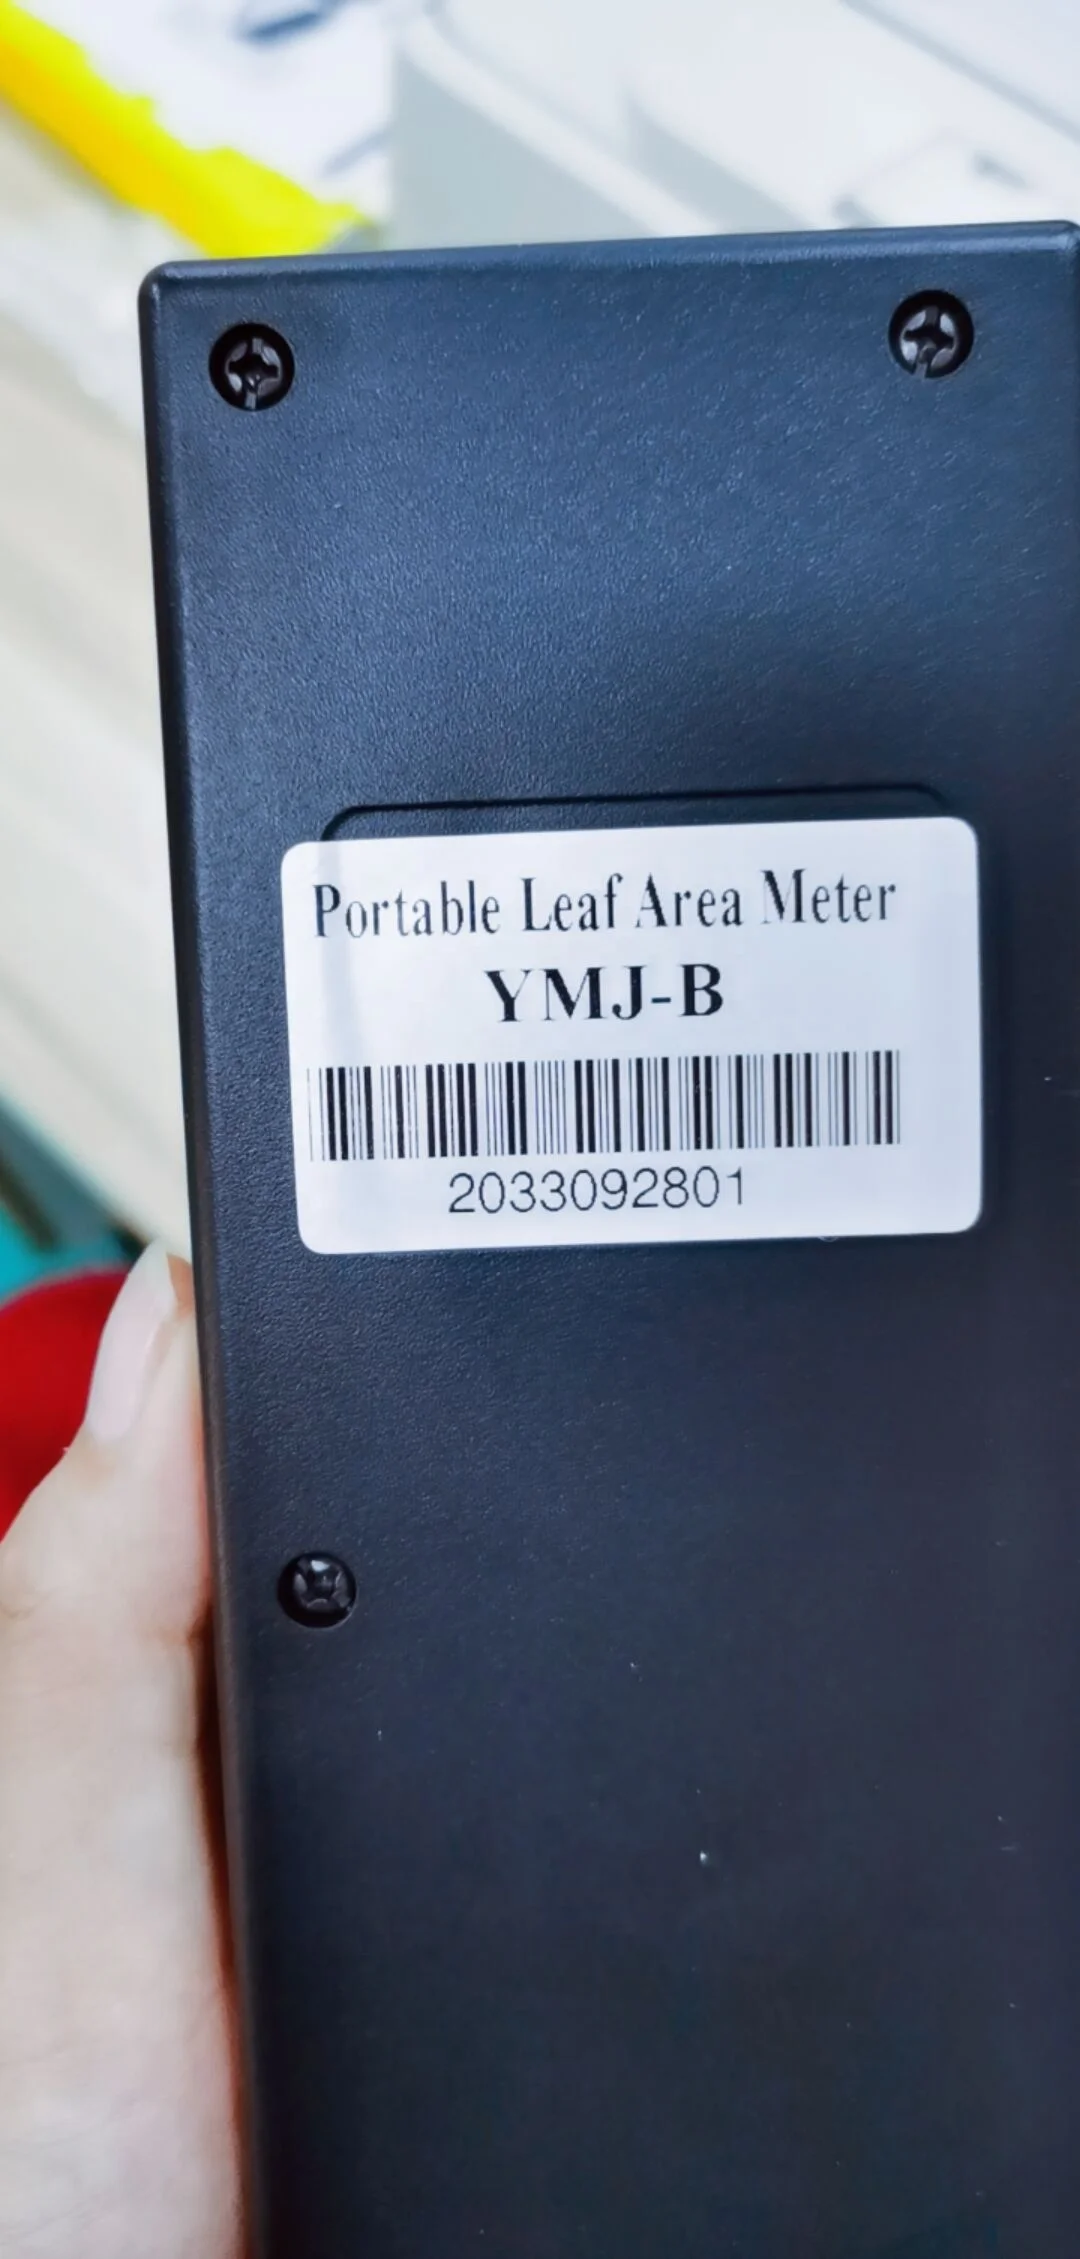 Portable Leaf Area Meter
YMJ-B
2033092801